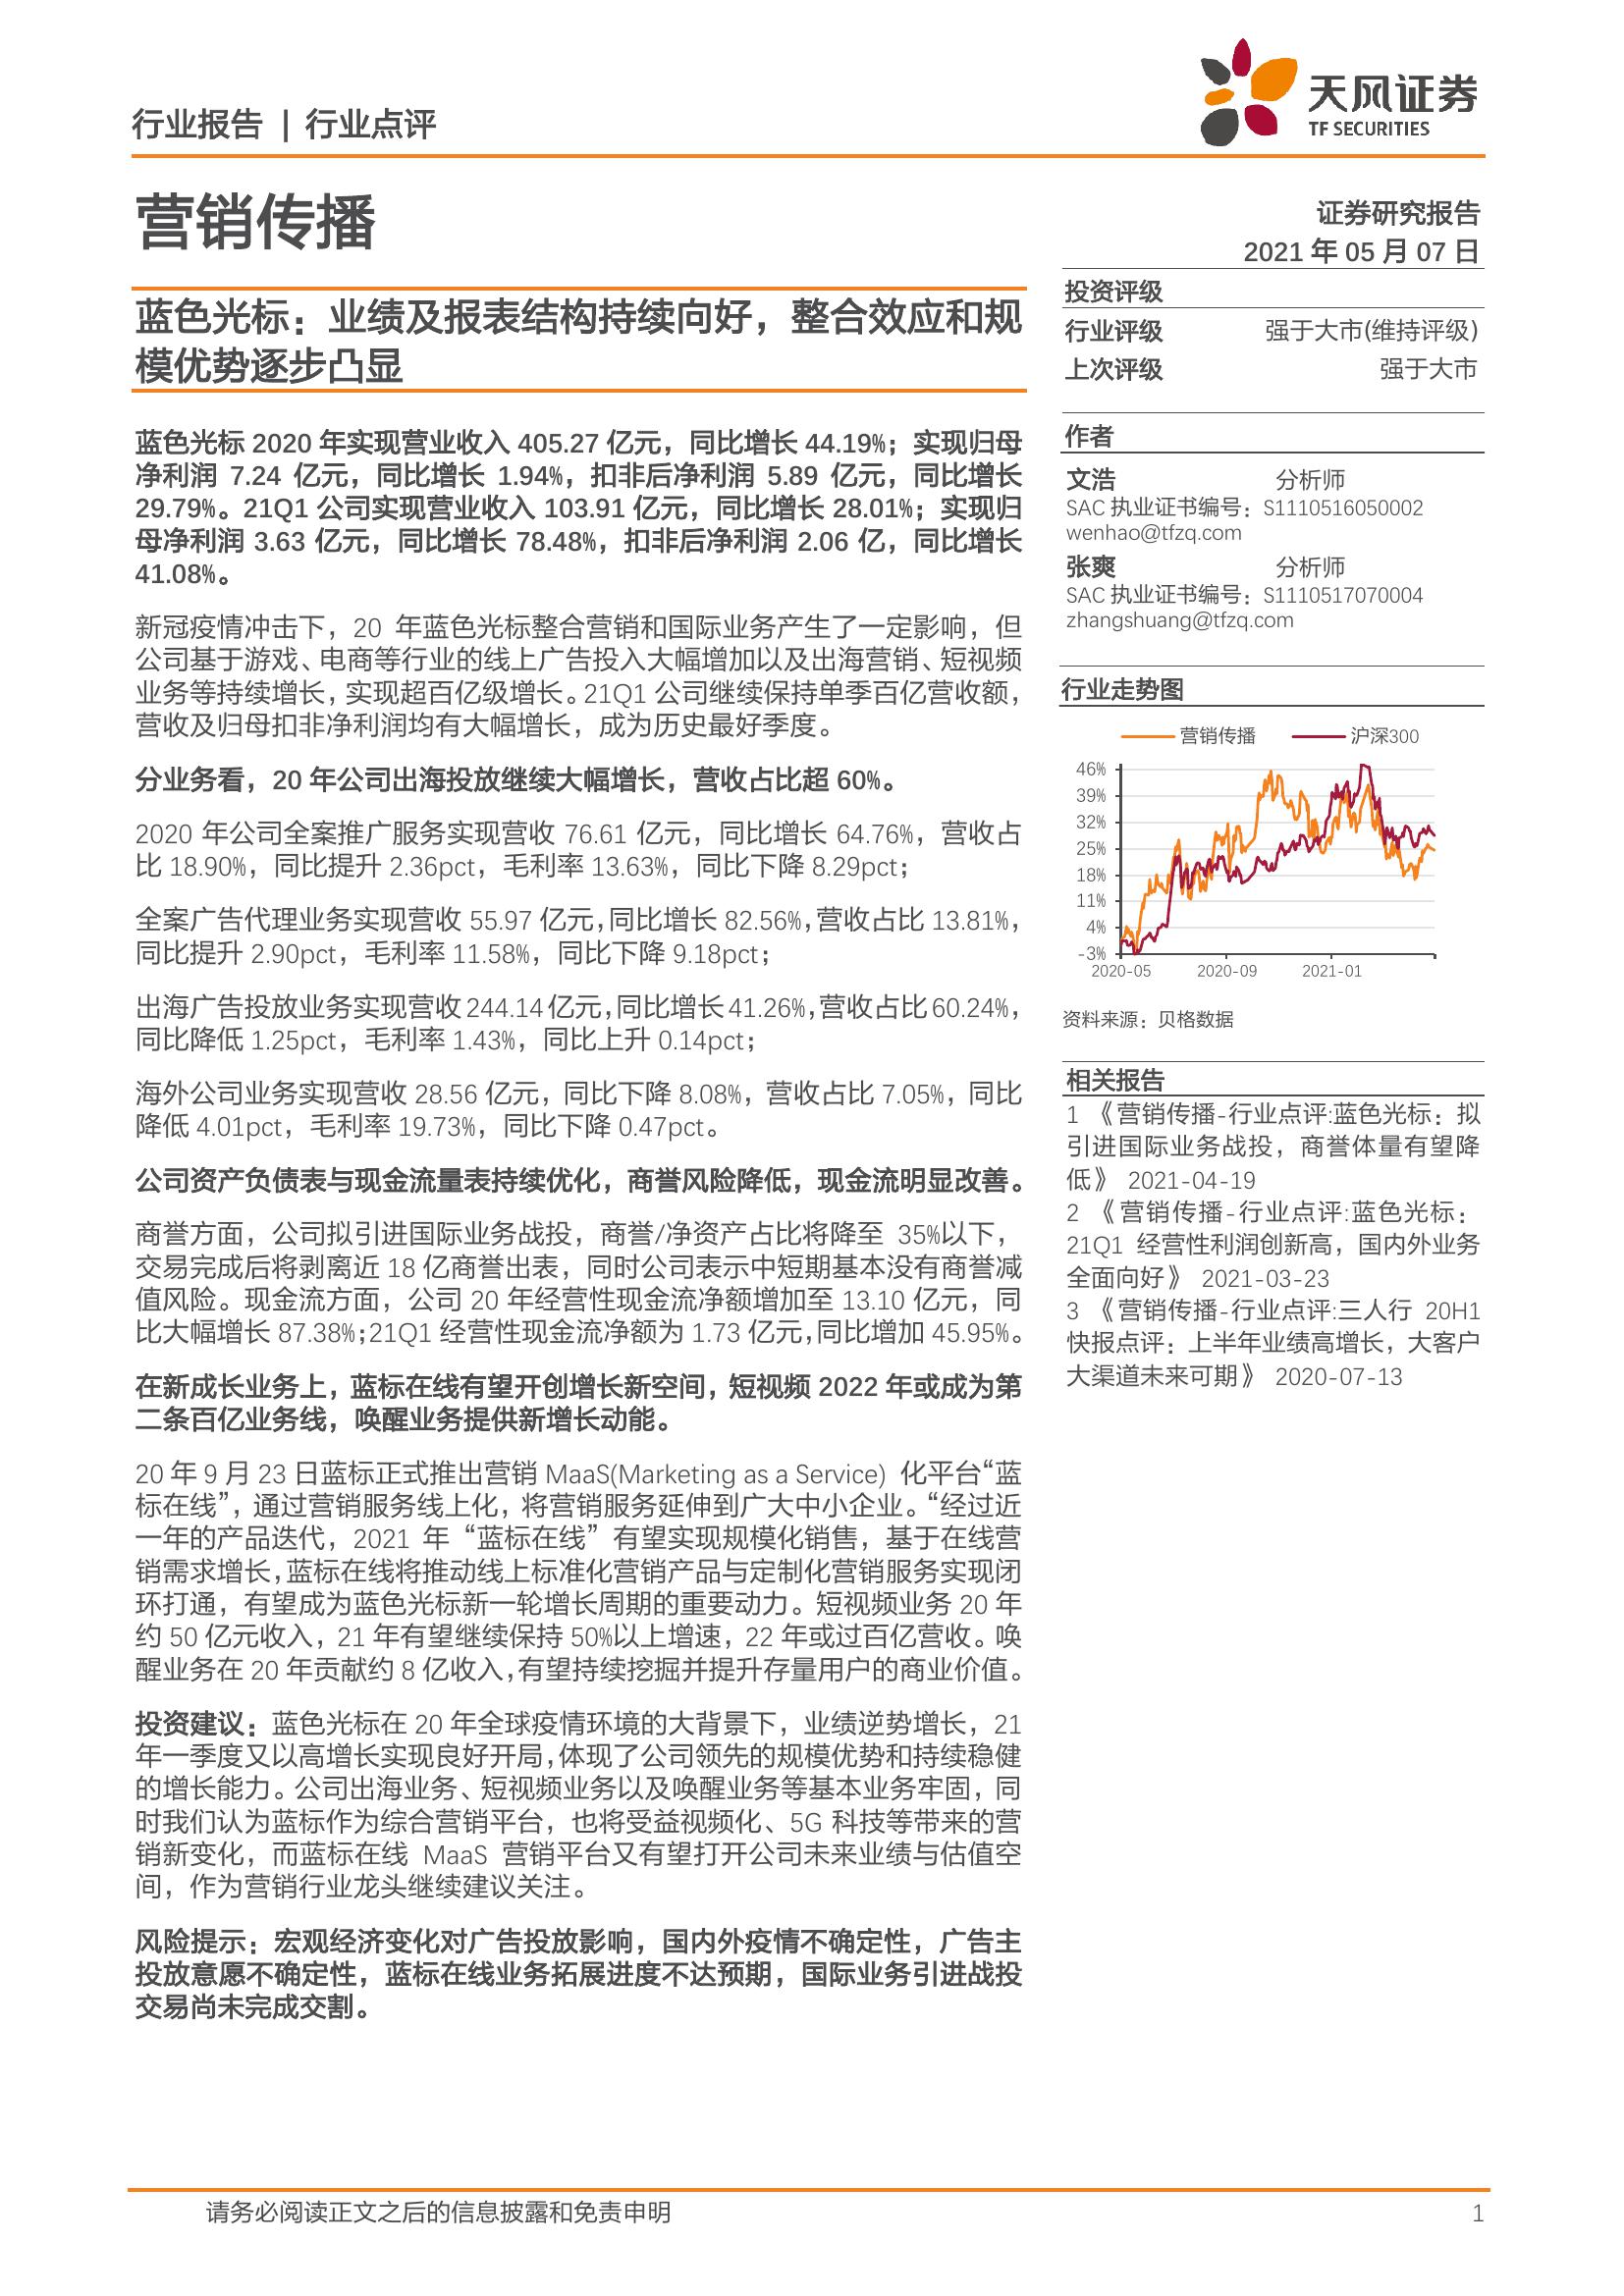 行业报告 | 行业点评
天风证券
TF SECURITIES
营销传播
证券研究报告
2021 年 05 月 07 日
蓝色光标：业绩及报表结构持续向好，整合效应和规
模优势逐步凸显
蓝色光标 2020 年实现营业收入 405.27 亿元，同比增长 44.19%；实现归母
净利润 7.24 亿元，同比增长 1.94%，扣非后净利润 5.89 亿元，同比增长
29.79%。21Q1 公司实现营业收入 103.91 亿元，同比增长 28.01%；实现归
母净利润 3.63 亿元，同比增长 78.48%，扣非后净利润 2.06 亿，同比增长
41.08%。
新冠疫情冲击下，20 年蓝色光标整合营销和国际业务产生了一定影响，但
公司基于游戏、电商等行业的线上广告投入大幅增加以及出海营销、短视频
业务等持续增长，实现超百亿级增长。21Q1 公司继续保持单季百亿营收额，
营收及归母扣非净利润均有大幅增长，成为历史最好季度。
分业务看，20 年公司出海投放继续大幅增长，营收占比超 60%。
2020 年公司全案推广服务实现营收 76.61 亿元，同比增长 64.76%，营收占
比 18.90%，同比提升 2.36pct，毛利率 13.63%，同比下降 8.29pct；
全案广告代理业务实现营收 55.97 亿元，同比增长 82.56%，营收占比 13.81%，
同比提升 2.90pct，毛利率 11.58%，同比下降 9.18pct；
出海广告投放业务实现营收 244.14 亿元，同比增长 41.26%，营收占比 60.24%，
同比降低 1.25pct，毛利率 1.43%，同比上升 0.14pct；
海外公司业务实现营收 28.56 亿元，同比下降 8.08%，营收占比 7.05%，同比
降低 4.01pct，毛利率 19.73%，同比下降 0.47pct。
公司资产负债表与现金流量表持续优化，商誉风险降低，现金流明显改善。
商誉方面，公司拟引进国际业务战投，商誉/净资产占比将降至 35%以下，
交易完成后将剥离近 18 亿商誉出表，同时公司表示中短期基本没有商誉减
值风险。现金流方面，公司 20 年经营性现金流净额增加至 13.10 亿元，同
比大幅增长 87.38%；21Q1 经营性现金流净额为 1.73 亿元，同比增加 45.95%。
在新成长业务上，蓝标在线有望开创增长新空间，短视频 2022 年或成为第
二条百亿业务线，唤醒业务提供新增长动能。
20 年 9 月 23 日蓝标正式推出营销 MaaS(Marketing as a Service) 化平台“蓝
标在线”，通过营销服务线上化，将营销服务延伸到广大中小企业。“经过近
一年的产品迭代，2021 年“蓝标在线”有望实现规模化销售，基于在线营
销需求增长，蓝标在线将推动线上标准化营销产品与定制化营销服务实现闭
环打通，有望成为蓝色光标新一轮增长周期的重要动力。短视频业务 20 年
约 50 亿元收入，21 年有望继续保持 50%以上增速，22 年或过百亿营收。唤
醒业务在 20 年贡献约 8 亿收入，有望持续挖掘并提升存量用户的商业价值。
投资建议：蓝色光标在 20 年全球疫情环境的大背景下，业绩逆势增长，21
年一季度又以高增长实现良好开局，体现了公司领先的规模优势和持续稳健
的增长能力。公司出海业务、短视频业务以及唤醒业务等基本业务牢固，同
时我们认为蓝标作为综合营销平台，也将受益视频化、5G 科技等带来的营
销新变化，而蓝标在线 MaaS 营销平台又有望打开公司未来业绩与估值空
间，作为营销行业龙头继续建议关注。
风险提示：宏观经济变化对广告投放影响，国内外疫情不确定性，广告主
投放意愿不确定性，蓝标在线业务拓展进度不达预期，国际业务引进战投
交易尚未完成交割。
投资评级
行业评级 强于大市(维持评级)
上次评级 强于大市
作者
文浩 分析师
SAC 执业证书编号：S1110516050002
wenhao@tfzq.com
张爽 分析师
SAC 执业证书编号：S1110517070004
zhangshuang@tfzq.com
行业走势图
营销传播 沪深300
46%
39%
32%
25%
18%
11%
4%
-3%
2020-05 2020-09 2021-01
资料来源：贝格数据
相关报告
1 《营销传播-行业点评:蓝色光标：拟
引进国际业务战投，商誉体量有望降
低》 2021-04-19
2 《营销传播-行业点评:蓝色光标：
21Q1 经营性利润创新高，国内外业务
全面向好》 2021-03-23
3 《营销传播-行业点评:三人行 20H1
快报点评：上半年业绩高增长，大客户
大渠道未来可期》 2020-07-13
请务必阅读正文之后的信息披露和免责申明 1